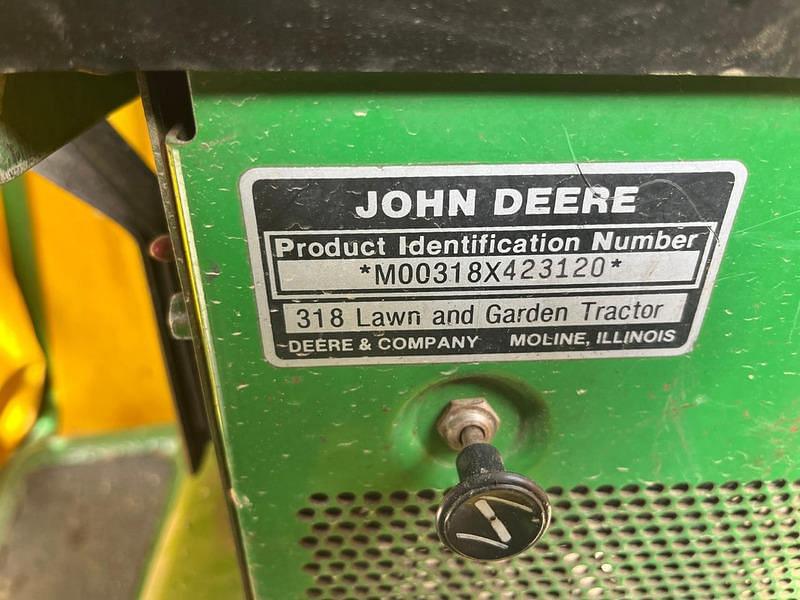 JOHN DEERE
Product Identification Number
*M00318X423120*
318 Lawn and Garden Tractor
DEERE & COMPANY MOLINE, ILLINOIS